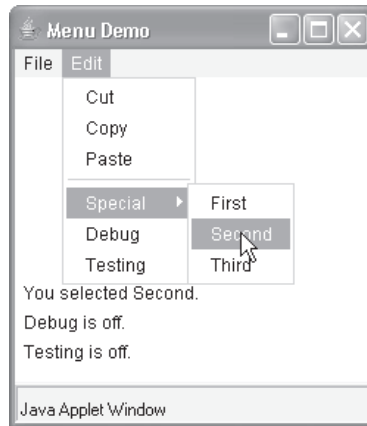 Menu Demo
File Edit
Cut
Copy
Paste
Special First
Debug Second
Testing Third
You selected Second.
Debug is off.
Testing is off.
Java Applet Window